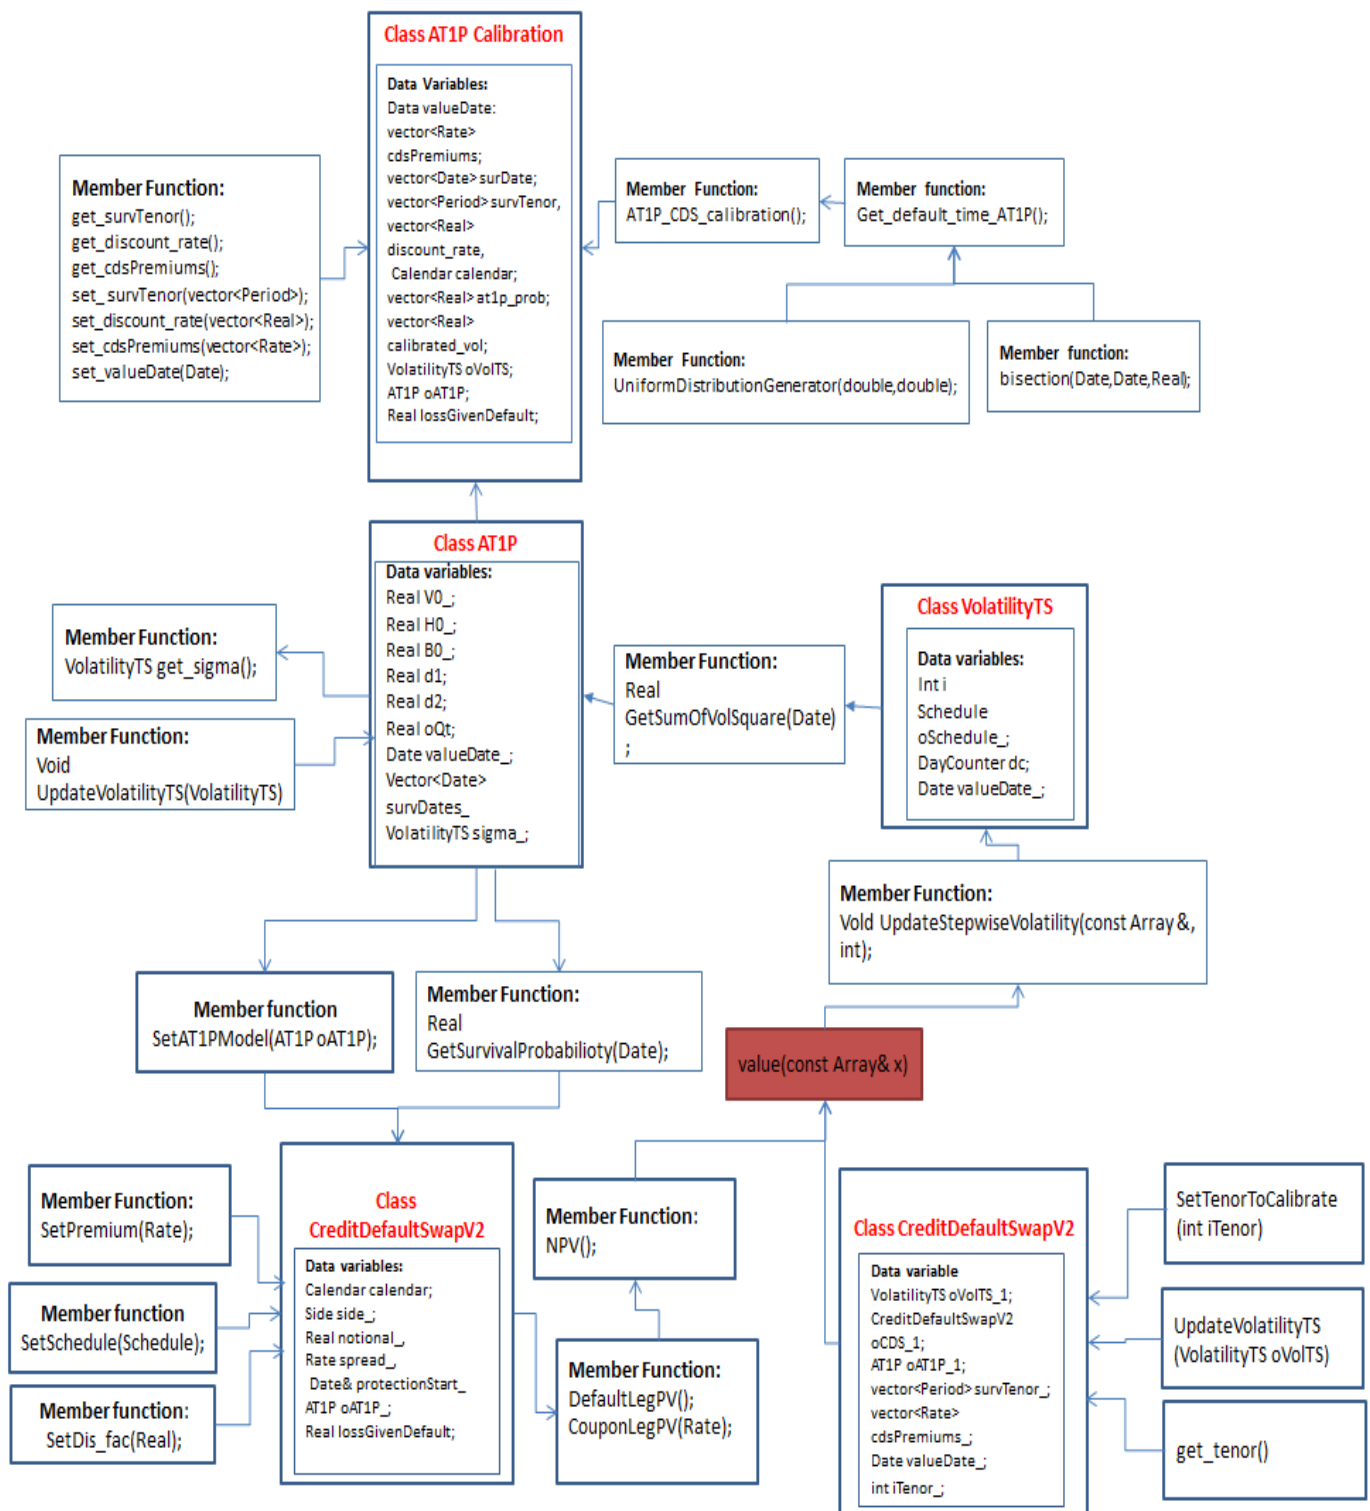 Class AT1P Calibration
Data Variables:
Data valueDate:
vector<Rate>
cdsPremiums;
vector<Date> surDate;
vector<Period> survTenor,
vector<Real>
discount_rate,
Calendar calendar;
vector<Real> at1p_prob;
vector<Real>
calibrated_vol;
VolatilityTS oVolTS;
AT1P oAT1P;
Real lossGivenDefault;
Member Function:
get_survTenor();
get_discount_rate();
get_cdsPremiums();
set_ survTenor(vector<Period>);
set_discount_rate(vector<Real>);
set_cdsPremiums(vector<Rate>);
set_valueDate(Date);
Member Function:
AT1P_CDS_calibration();
Member function:
Get_default_time_AT1P();
Member Function:
UniformDistributionGenerator(double,double);
Member function:
bisection(Date,Date,Real);
Class AT1P
Data variables:
Real V0_;
Real H0_;
Real B0_;
Real d1;
Real d2;
Real oQt;
Date valueDate_;
Vector<Date>
survDates_
VolatilityTS sigma_;
Member Function:
VolatilityTS get_sigma();
Member Function:
Void
UpdateVolatilityTS(VolatilityTS)
Member Function:
Real
GetSumOfVolSquare(Date)
;
Class VolatilityTS
Data variables:
Int i
Schedule
oSchedule_;
DayCounter dc;
Date valueDate_;
Member Function:
Vold UpdateStepwiseVolatility(const Array &,
int);
Member function
SetAT1PModel(AT1P oAT1P);
Member Function:
Real
GetSurvivalProbabilioty(Date);
value(const Array& x)
Member Function:
SetPremium(Rate);
Member function
SetSchedule(Schedule);
Member function:
SetDis_fac(Real);
Class
CreditDefaultSwapV2
Data variables:
Calendar calendar;
Side side_;
Real notional_,
Rate spread_,
Date& protectionStart_
AT1P oAT1P_;
Real lossGivenDefault;
Member Function:
NPV();
Member Function:
DefaultLegPV();
CouponLegPV(Rate);
Class CreditDefaultSwapV2
Data variable
VolatilityTS oVolTS_1;
CreditDefaultSwapV2
oCDS_1;
AT1P oAT1P_1;
vector<Period> survTenor_;
vector<Rate>
cdsPremiums_;
Date valueDate_;
int iTenor_;
SetTenorToCalibrate
(int iTenor)
UpdateVolatilityTS
(VolatilityTS oVolTS)
get_tenor()